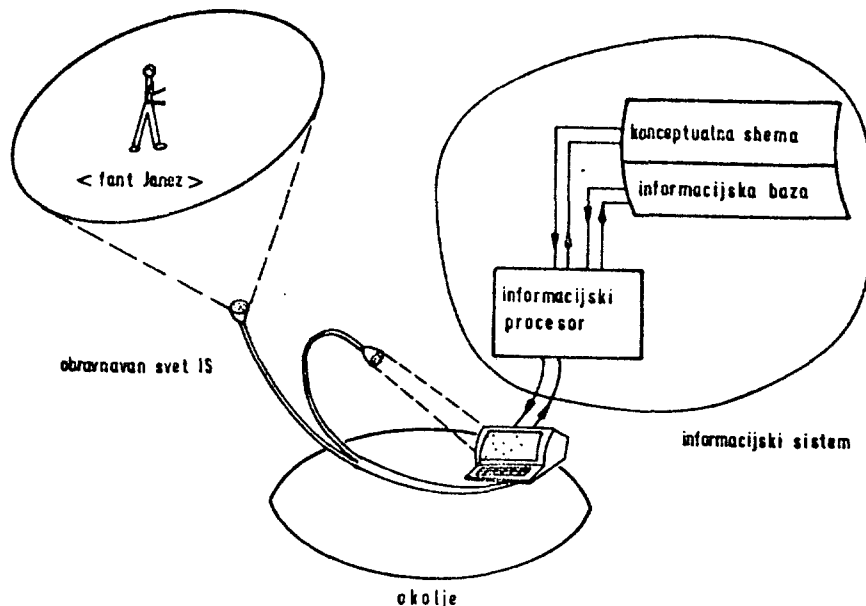 < fant Janez >
konceptualna shema
informacijska baza
informacijski
procesor
obravnavan svet IS
informacijski sistem
okolje